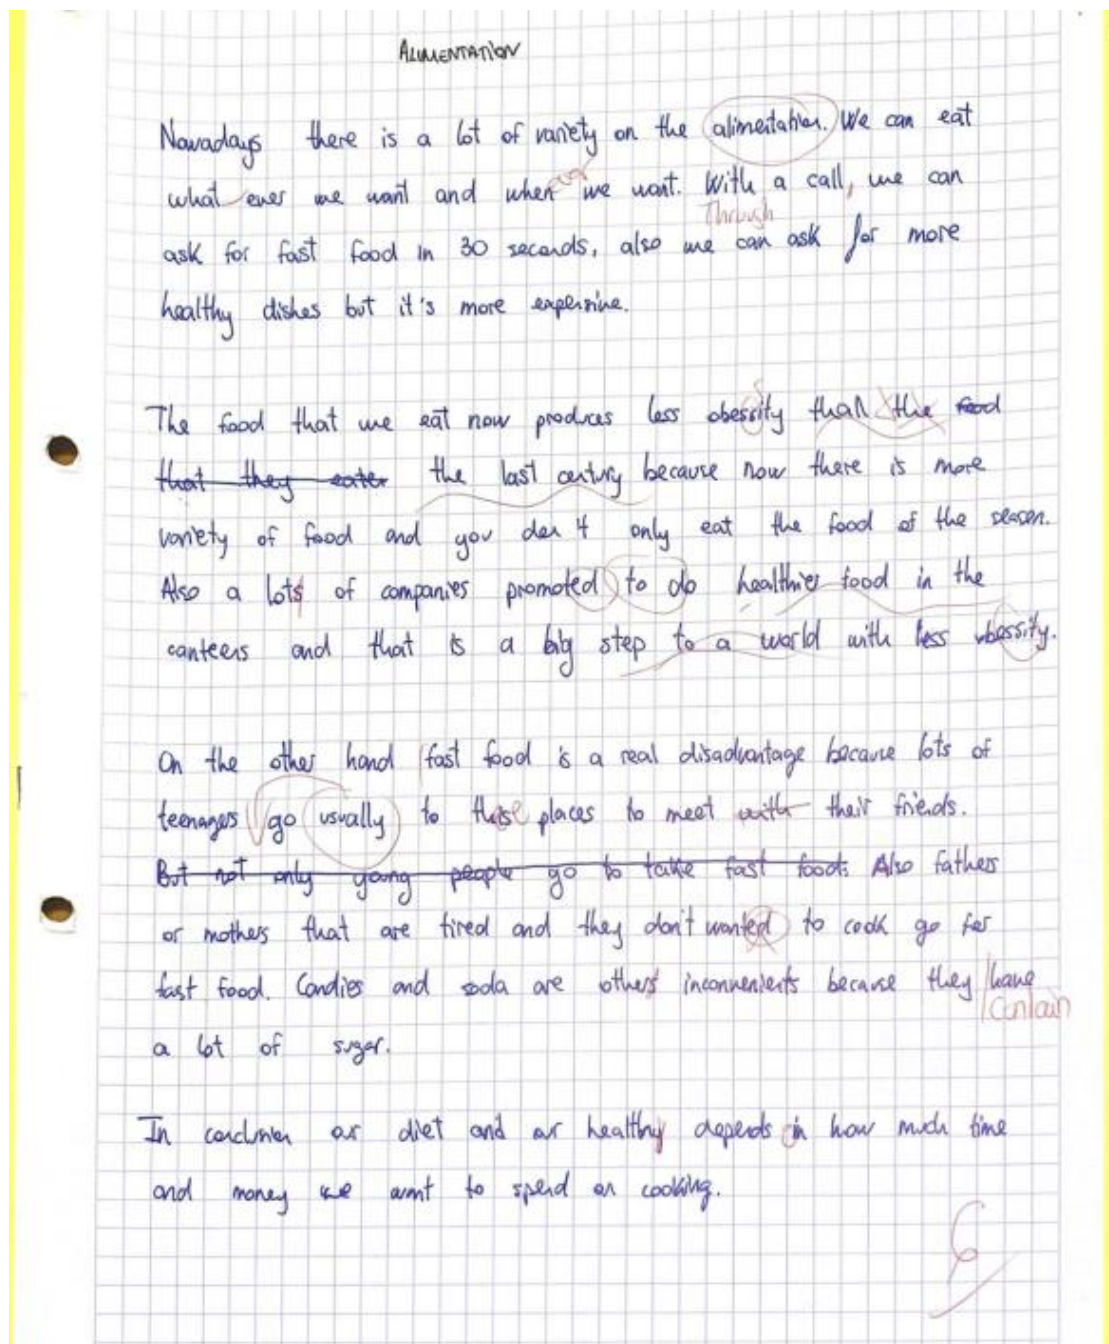 ALIMENTATION
Nowadays there is a lot of variety on the alimentation. We can eat
what ever we want and when ever we want. With a call, we can
Through
ask for fast food in 30 seconds, also we can ask for more
healthy dishes but it's more expensive.
The food that we eat now produces less obessity than the food
that they eater the last century because now there is more
variety of food and you don't only eat the food of the season.
Also a lots of companies promoted to do healthier food in the
canteens and that is a big step to a world with less obessity.
On the other hand fast food is a real disadvantage because lots of
teenagers go usually to these places to meet with their friends.
But not only young people go to take fast food. Also fathers
or mothers that are tired and they don't wanted to cook go for
fast food. Candies and soda are others inconvenients because they have
contain
a lot of sugar.
In conclusion our diet and our healthy depends in how much time
and money we want to spend on cooking.
6